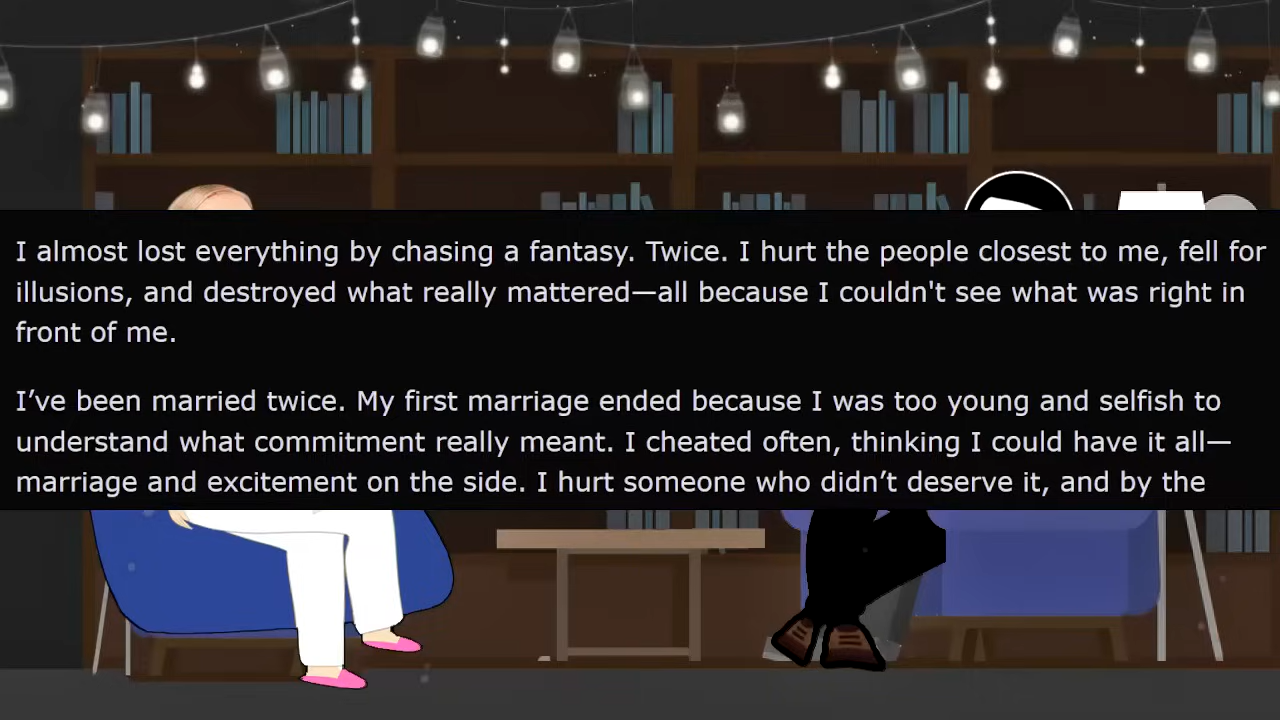 I almost lost everything by chasing a fantasy. Twice. I hurt the people closest to me, fell for
illusions, and destroyed what really mattered—all because I couldn't see what was right in
front of me.
I’ve been married twice. My first marriage ended because I was too young and selfish to
understand what commitment really meant. I cheated often, thinking I could have it all—
marriage and excitement on the side. I hurt someone who didn’t deserve it, and by the